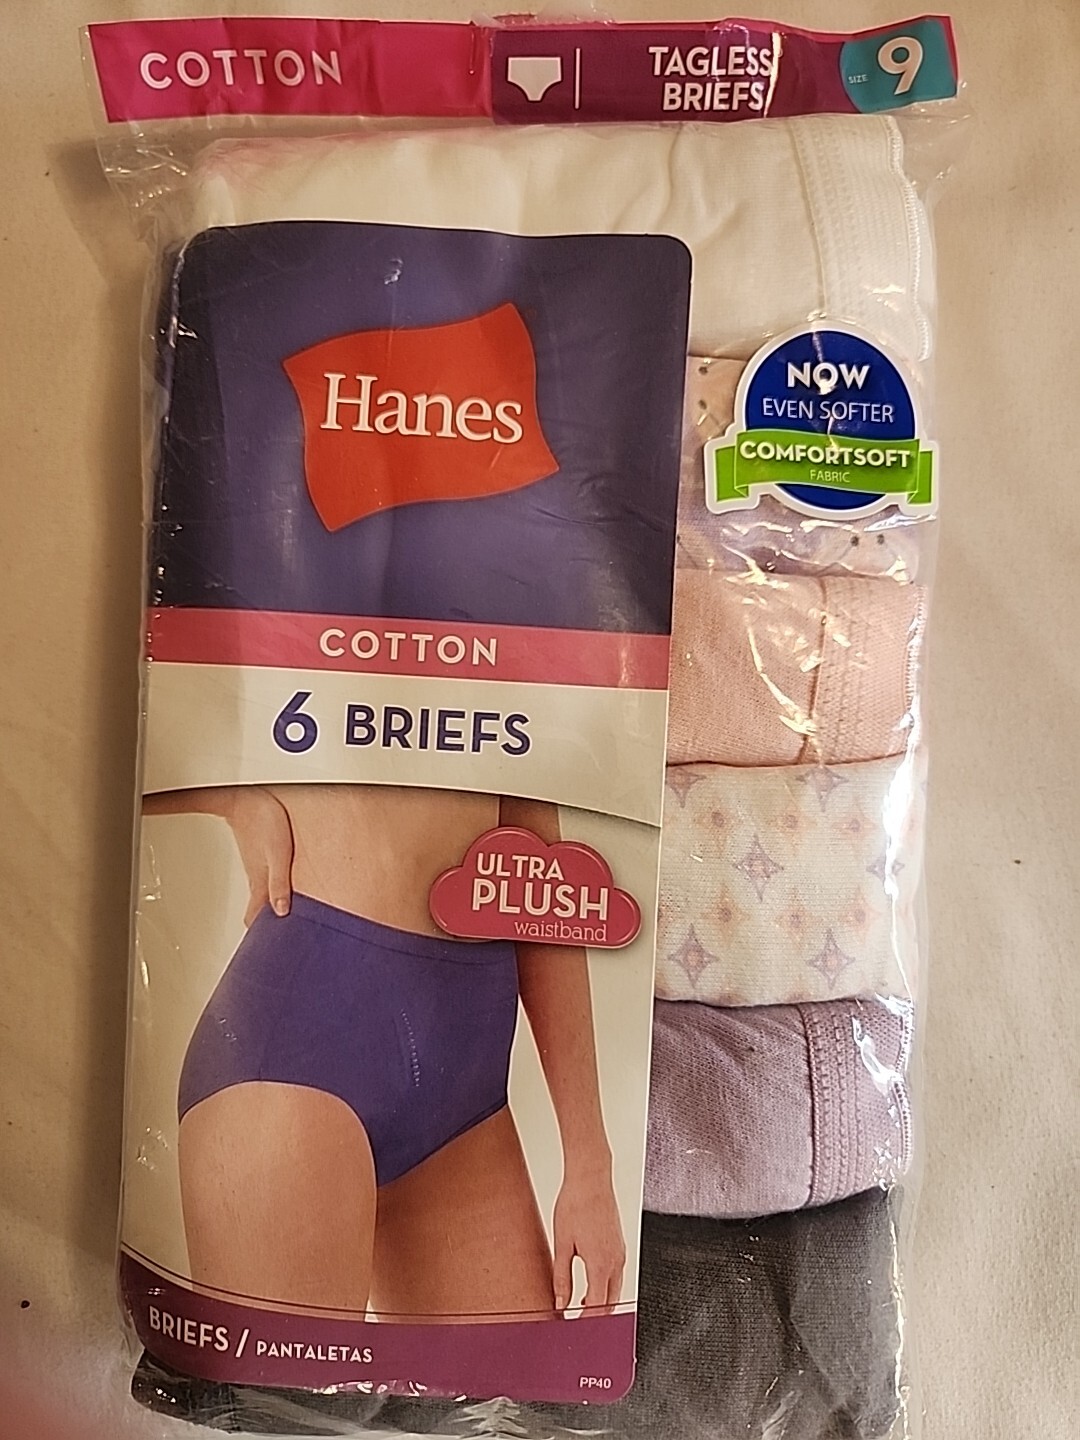 COTTON
TAGLESS
BRIEFS
SIZE 9
Hanes
NOW
EVEN SOFTER
COMFORTSOFT
FABRIC
COTTON
6 BRIEFS
ULTRA
PLUSH
waistband
BRIEFS / PANTALETAS
PP40